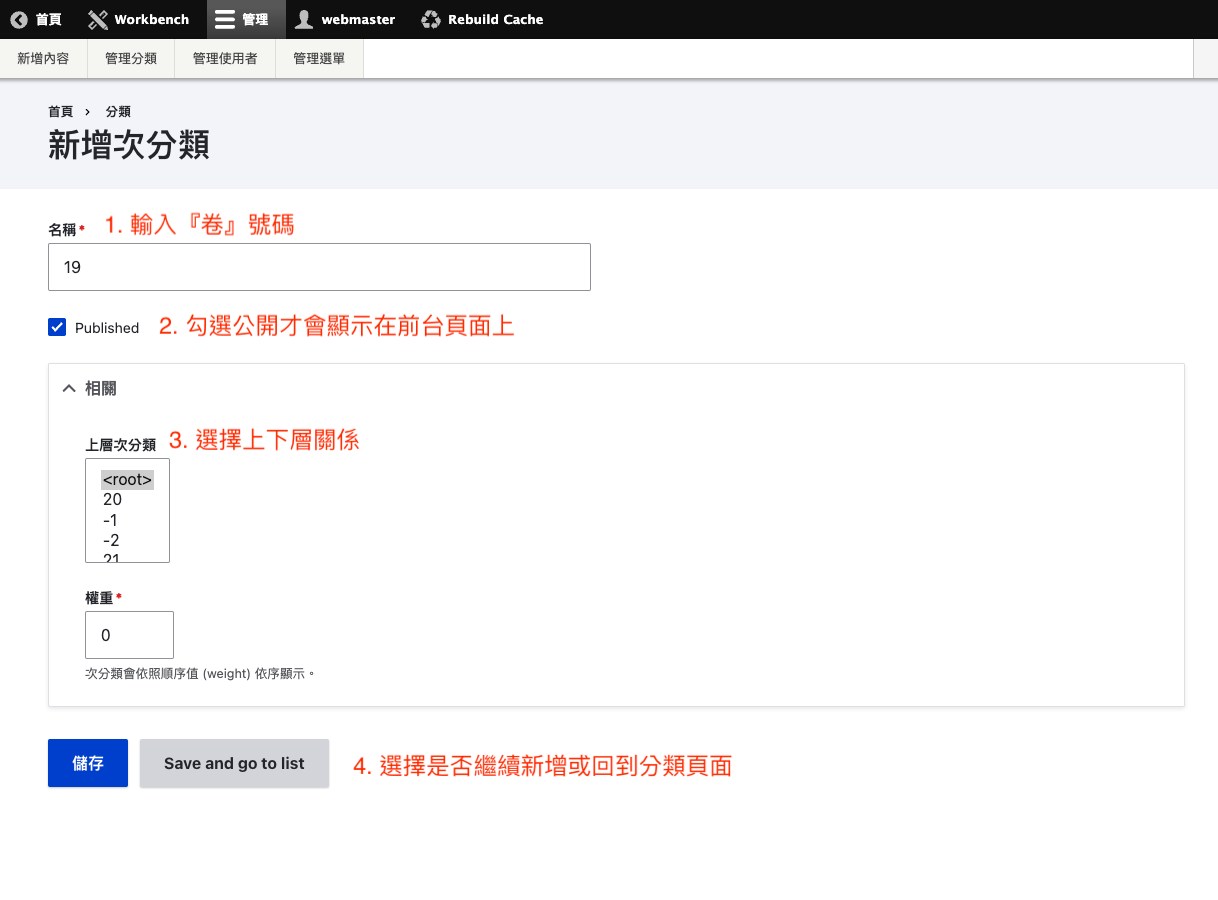 首頁 Workbench 管理 webmaster Rebuild Cache
新增內容 管理分類 管理使用者 管理選單
首頁 › 分類
新增次分類
名稱* 1. 輸入『卷』號碼
19
Published 2. 勾選公開才會顯示在前台頁面上
相關
上層次分類 3. 選擇上下層關係
<root>
20
-1
-2
21
權重*
0
次分類會依照順序值 (weight) 依序顯示。
儲存 Save and go to list 4. 選擇是否繼續新增或回到分類頁面